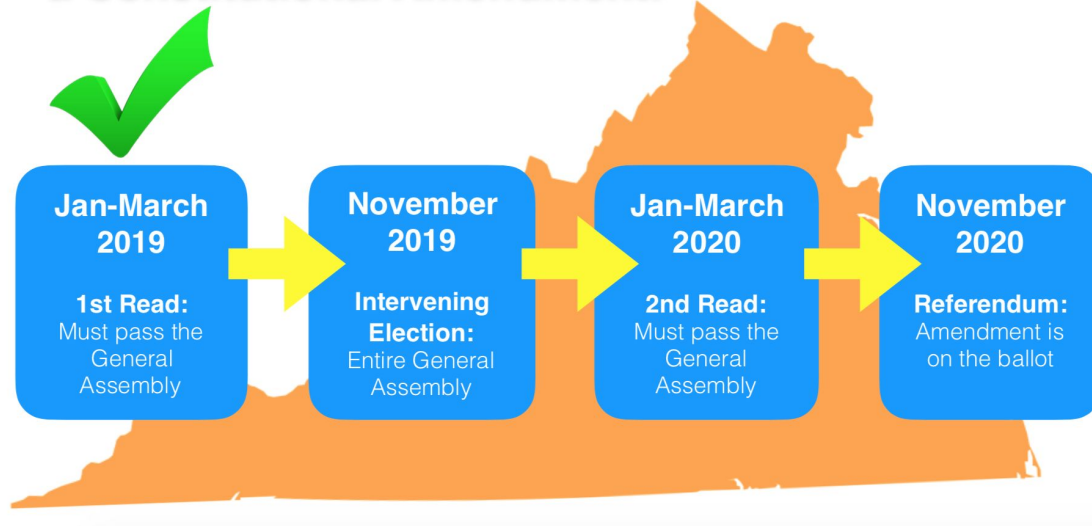 Jan-March
2019
1st Read:
Must pass the
General
Assembly
November
2019
Intervening
Election:
Entire General
Assembly
Jan-March
2020
2nd Read:
Must pass the
General
Assembly
November
2020
Referendum:
Amendment is
on the ballot